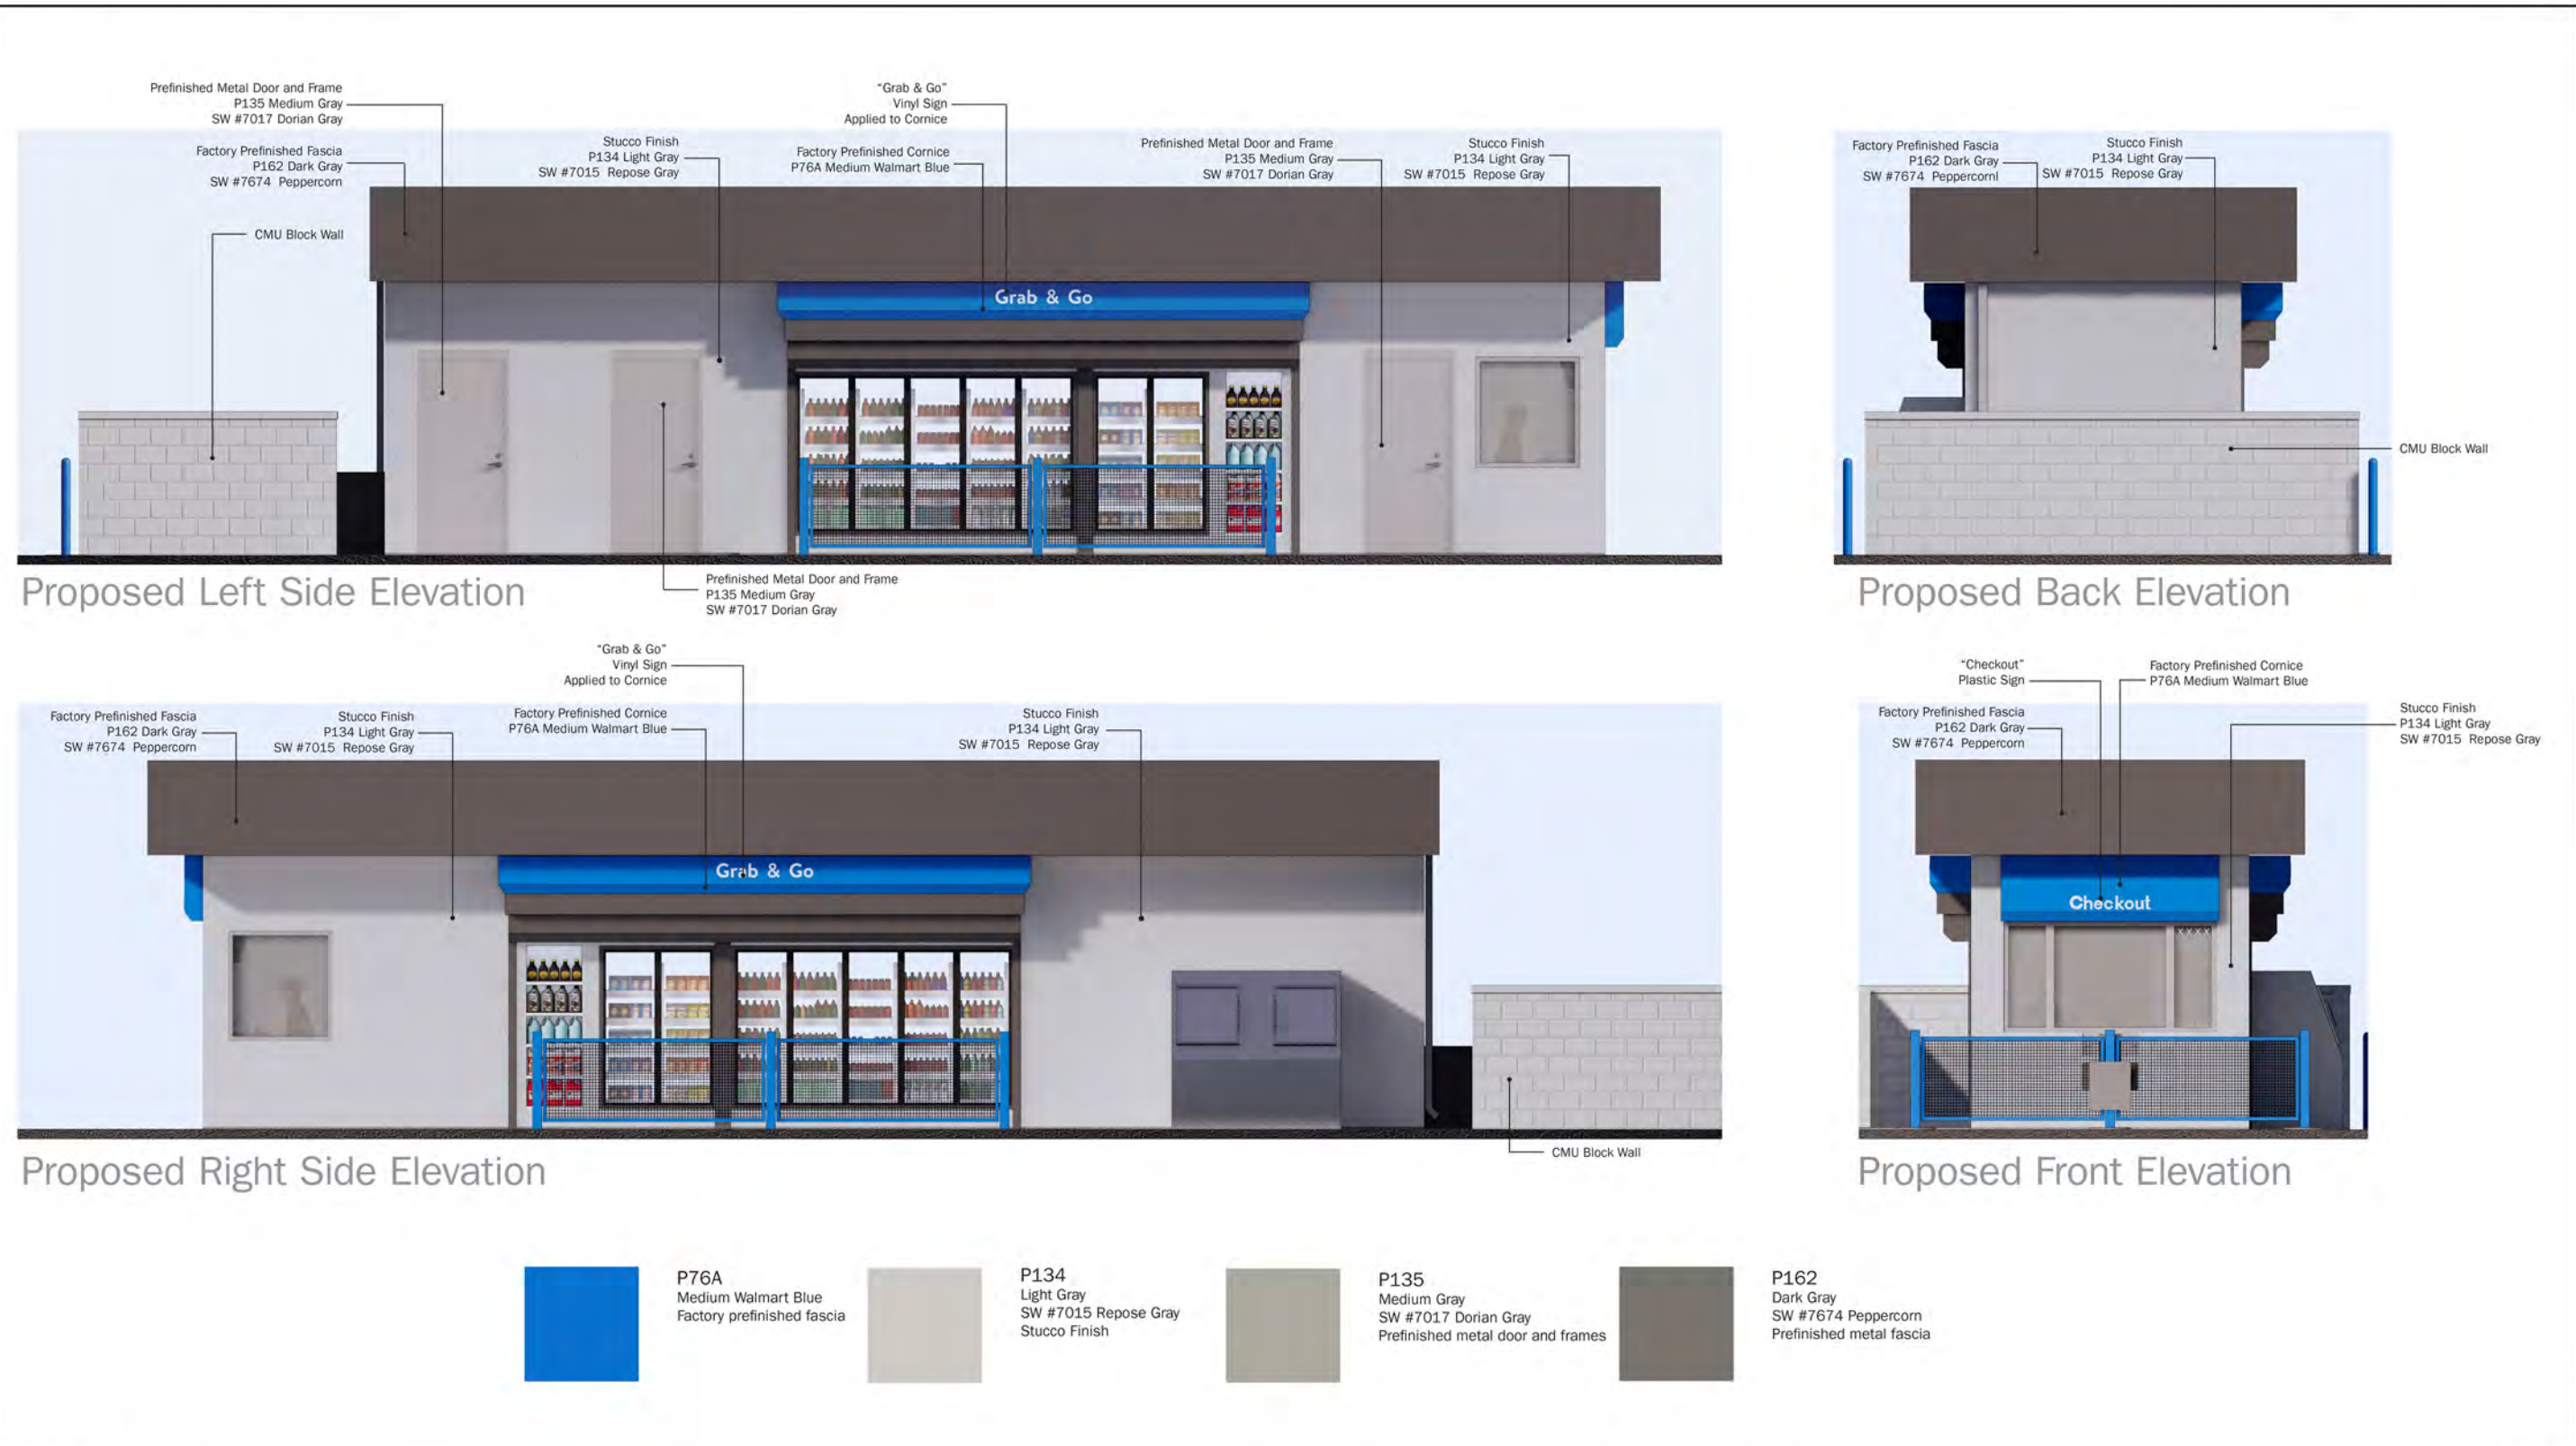 Prefinished Metal Door and Frame
P135 Medium Gray
SW #7017 Dorian Gray
Factory Prefinished Fascia
P162 Dark Gray
SW #7674 Peppercorn
CMU Block Wall
Stucco Finish
P134 Light Gray
SW #7015 Repose Gray
"Grab & Go"
Vinyl Sign
Applied to Cornice
Factory Prefinished Cornice
P76A Medium Walmart Blue
Prefinished Metal Door and Frame
P135 Medium Gray
SW #7017 Dorian Gray
Stucco Finish
P134 Light Gray
SW #7015 Repose Gray
Grab & Go
Prefinished Metal Door and Frame
P135 Medium Gray
SW #7017 Dorian Gray
Proposed Left Side Elevation
Factory Prefinished Fascia
P162 Dark Gray
SW #7674 Peppercornl
Stucco Finish
P134 Light Gray
SW #7015 Repose Gray
CMU Block Wall
Proposed Back Elevation
"Grab & Go"
Vinyl Sign
Applied to Cornice
Factory Prefinished Fascia
P162 Dark Gray
SW #7674 Peppercorn
Stucco Finish
P134 Light Gray
SW #7015 Repose Gray
Factory Prefinished Cornice
P76A Medium Walmart Blue
Stucco Finish
P134 Light Gray
SW #7015 Repose Gray
Grab & Go
CMU Block Wall
Proposed Right Side Elevation
"Checkout"
Plastic Sign
Factory Prefinished Cornice
P76A Medium Walmart Blue
Factory Prefinished Fascia
P162 Dark Gray
SW #7674 Peppercorn
Stucco Finish
P134 Light Gray
SW #7015 Repose Gray
Checkout
XXXX
Proposed Front Elevation
P76A
Medium Walmart Blue
Factory prefinished fascia
P134
Light Gray
SW #7015 Repose Gray
Stucco Finish
P135
Medium Gray
SW #7017 Dorian Gray
Prefinished metal door and frames
P162
Dark Gray
SW #7674 Peppercorn
Prefinished metal fascia